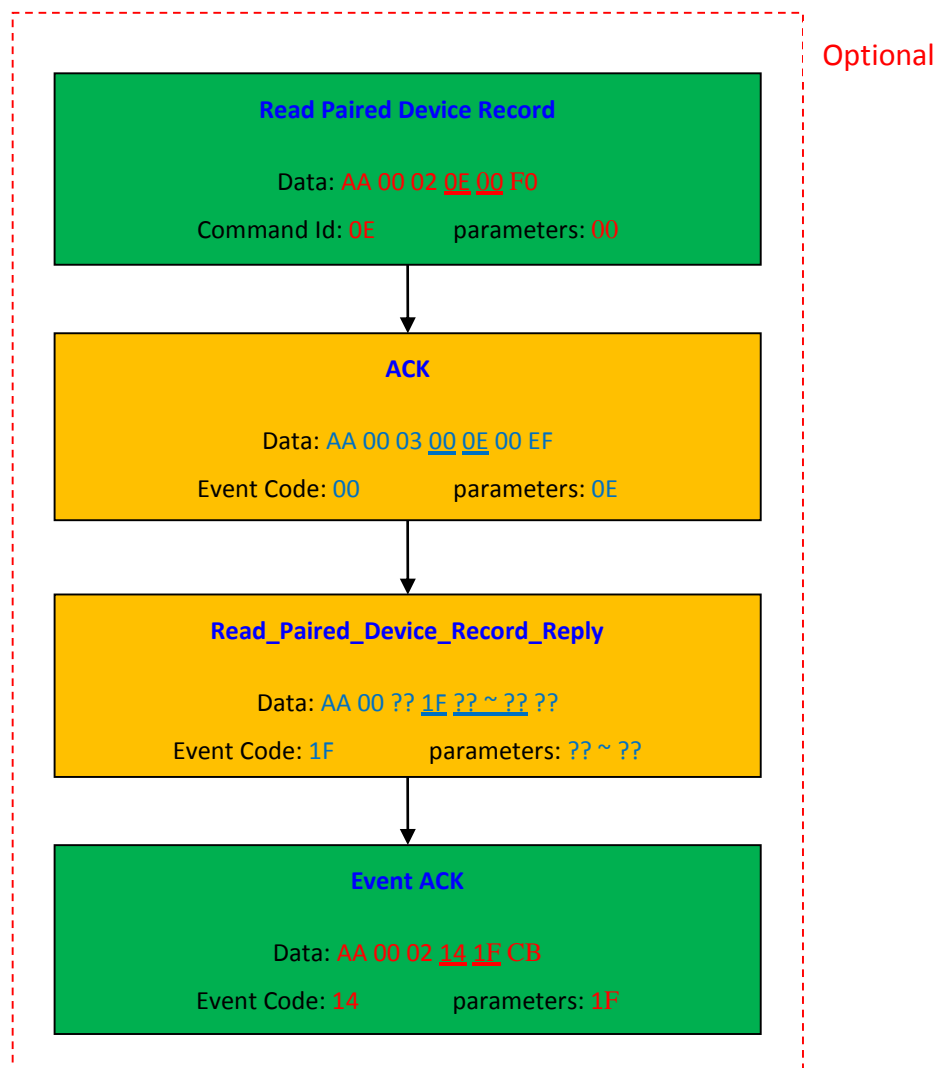 Optional
Read Paired Device Record
Data: AA 00 02 0E 00 F0
Command Id: 0E parameters: 00
ACK
Data: AA 00 03 00 0E 00 EF
Event Code: 00 parameters: 0E
Read_Paired_Device_Record_Reply
Data: AA 00 ?? 1F ?? ~ ?? ??
Event Code: 1F parameters: ?? ~ ??
Event ACK
Data: AA 00 02 14 1F CB
Event Code: 14 parameters: 1F